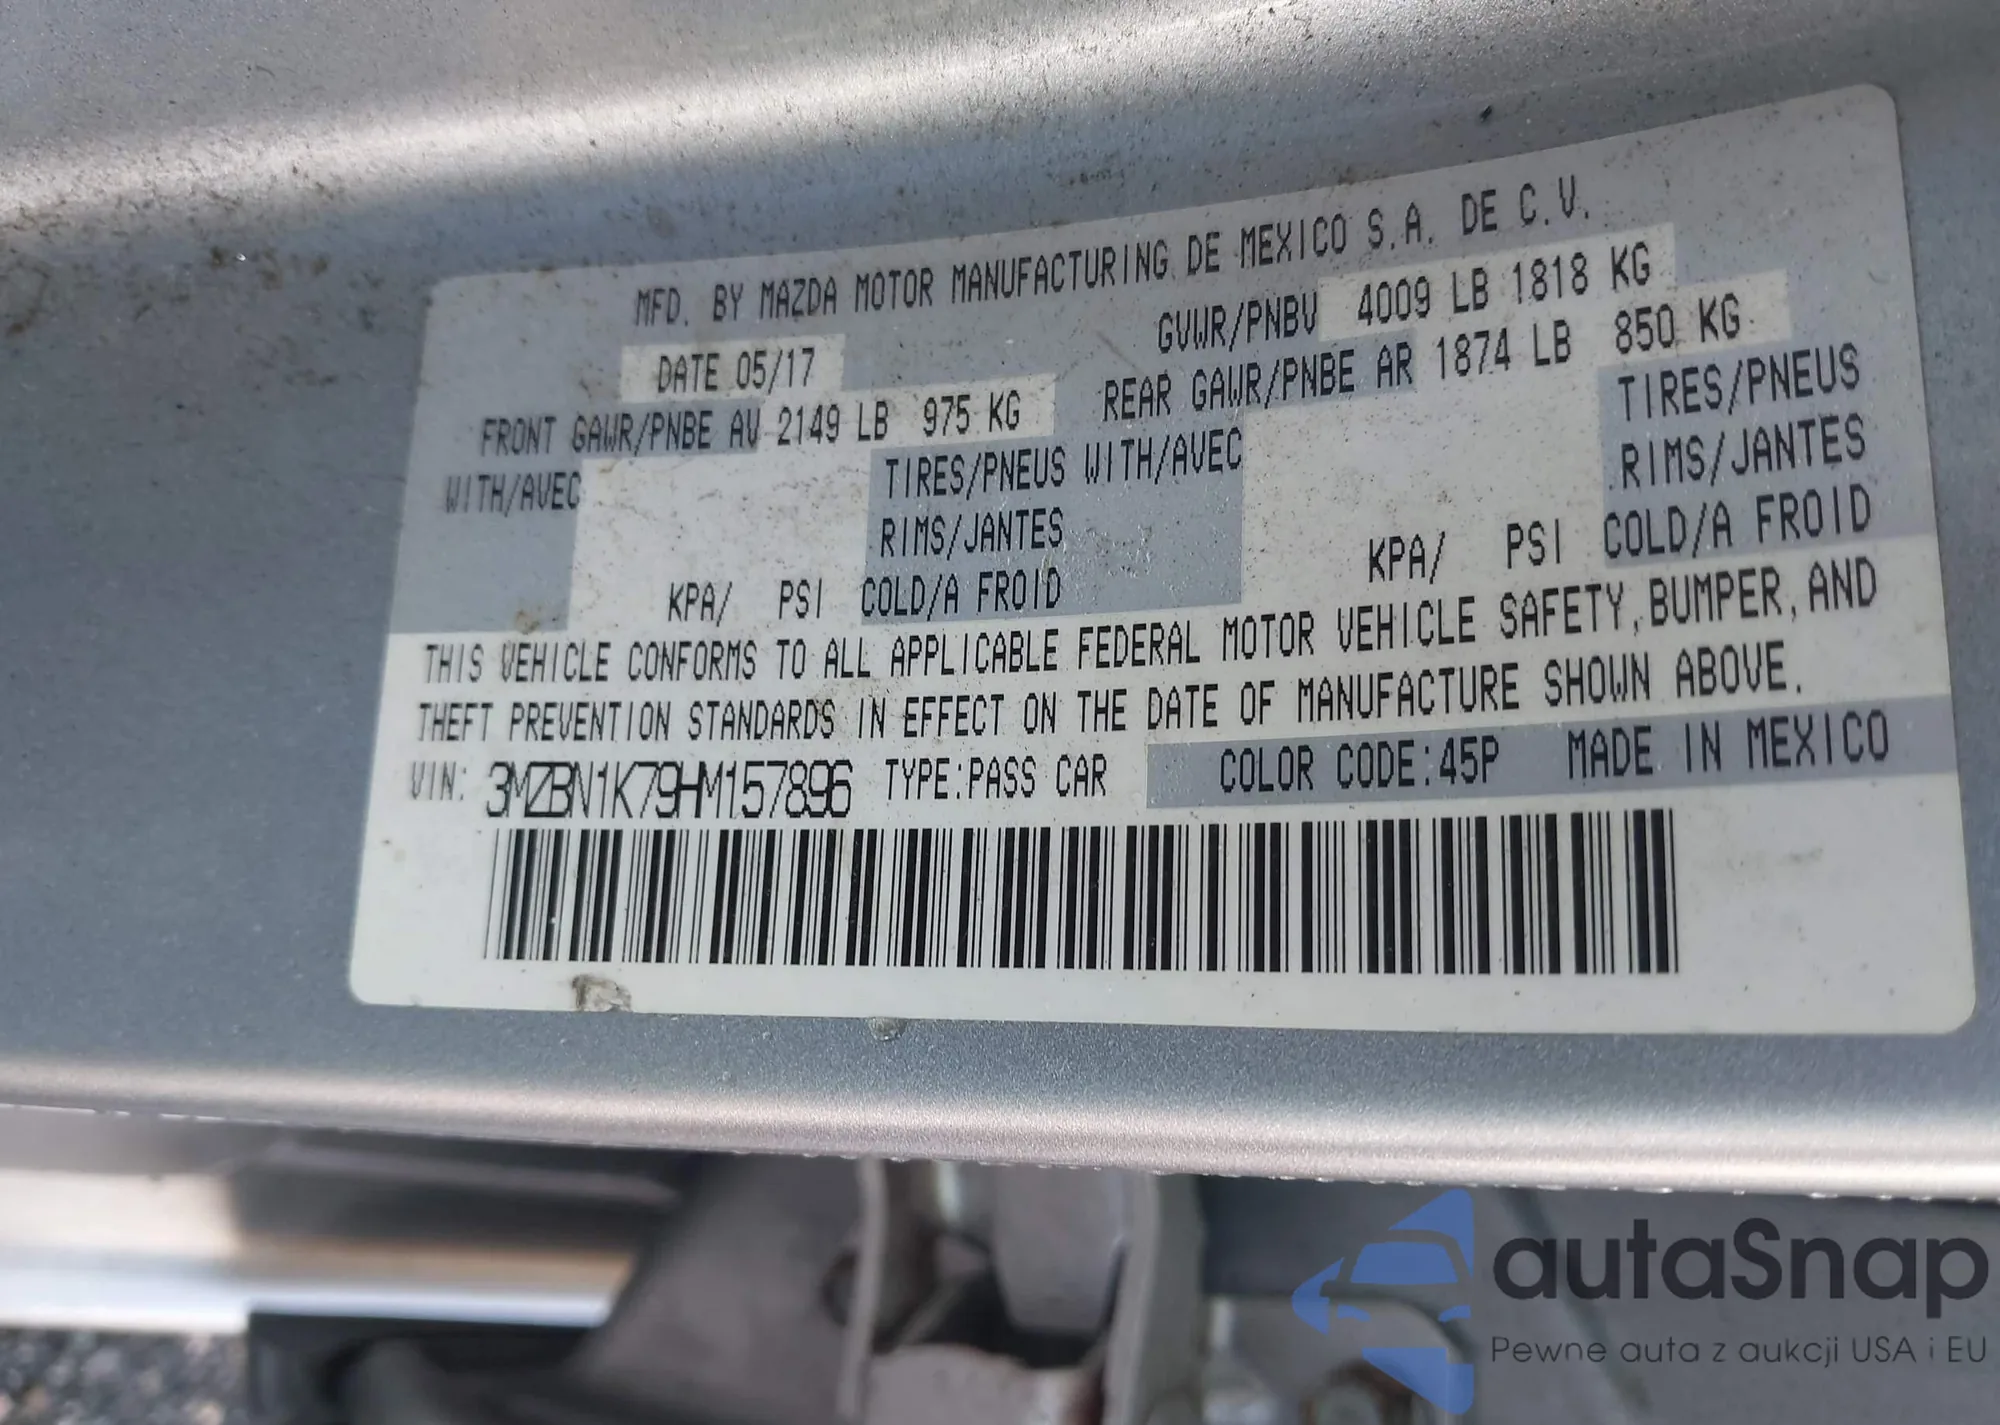 MFD. BY MAZDA MOTOR MANUFACTURING DE MEXICO S.A. DE C.V.
DATE 05/17 GVWR/PNBV 4009 LB 1818 KG
FRONT GAWR/PNBE AV 2149 LB 975 KG REAR GAWR/PNBE AR 1874 LB 850 KG
WITH/AVEC TIRES/PNEUS WITH/AVEC TIRES/PNEUS
RIMS/JANTES RIMS/JANTES
KPA/ PSI COLD/A FROID KPA/ PSI COLD/A FROID
THIS VEHICLE CONFORMS TO ALL APPLICABLE FEDERAL MOTOR VEHICLE SAFETY, BUMPER, AND
THEFT PREVENTION STANDARDS IN EFFECT ON THE DATE OF MANUFACTURE SHOWN ABOVE.
VIN: 3MZBN1K79HM157896 TYPE:PASS CAR COLOR CODE:45P MADE IN MEXICO
autaSnap
Pewne auta z aukcji USA i EU